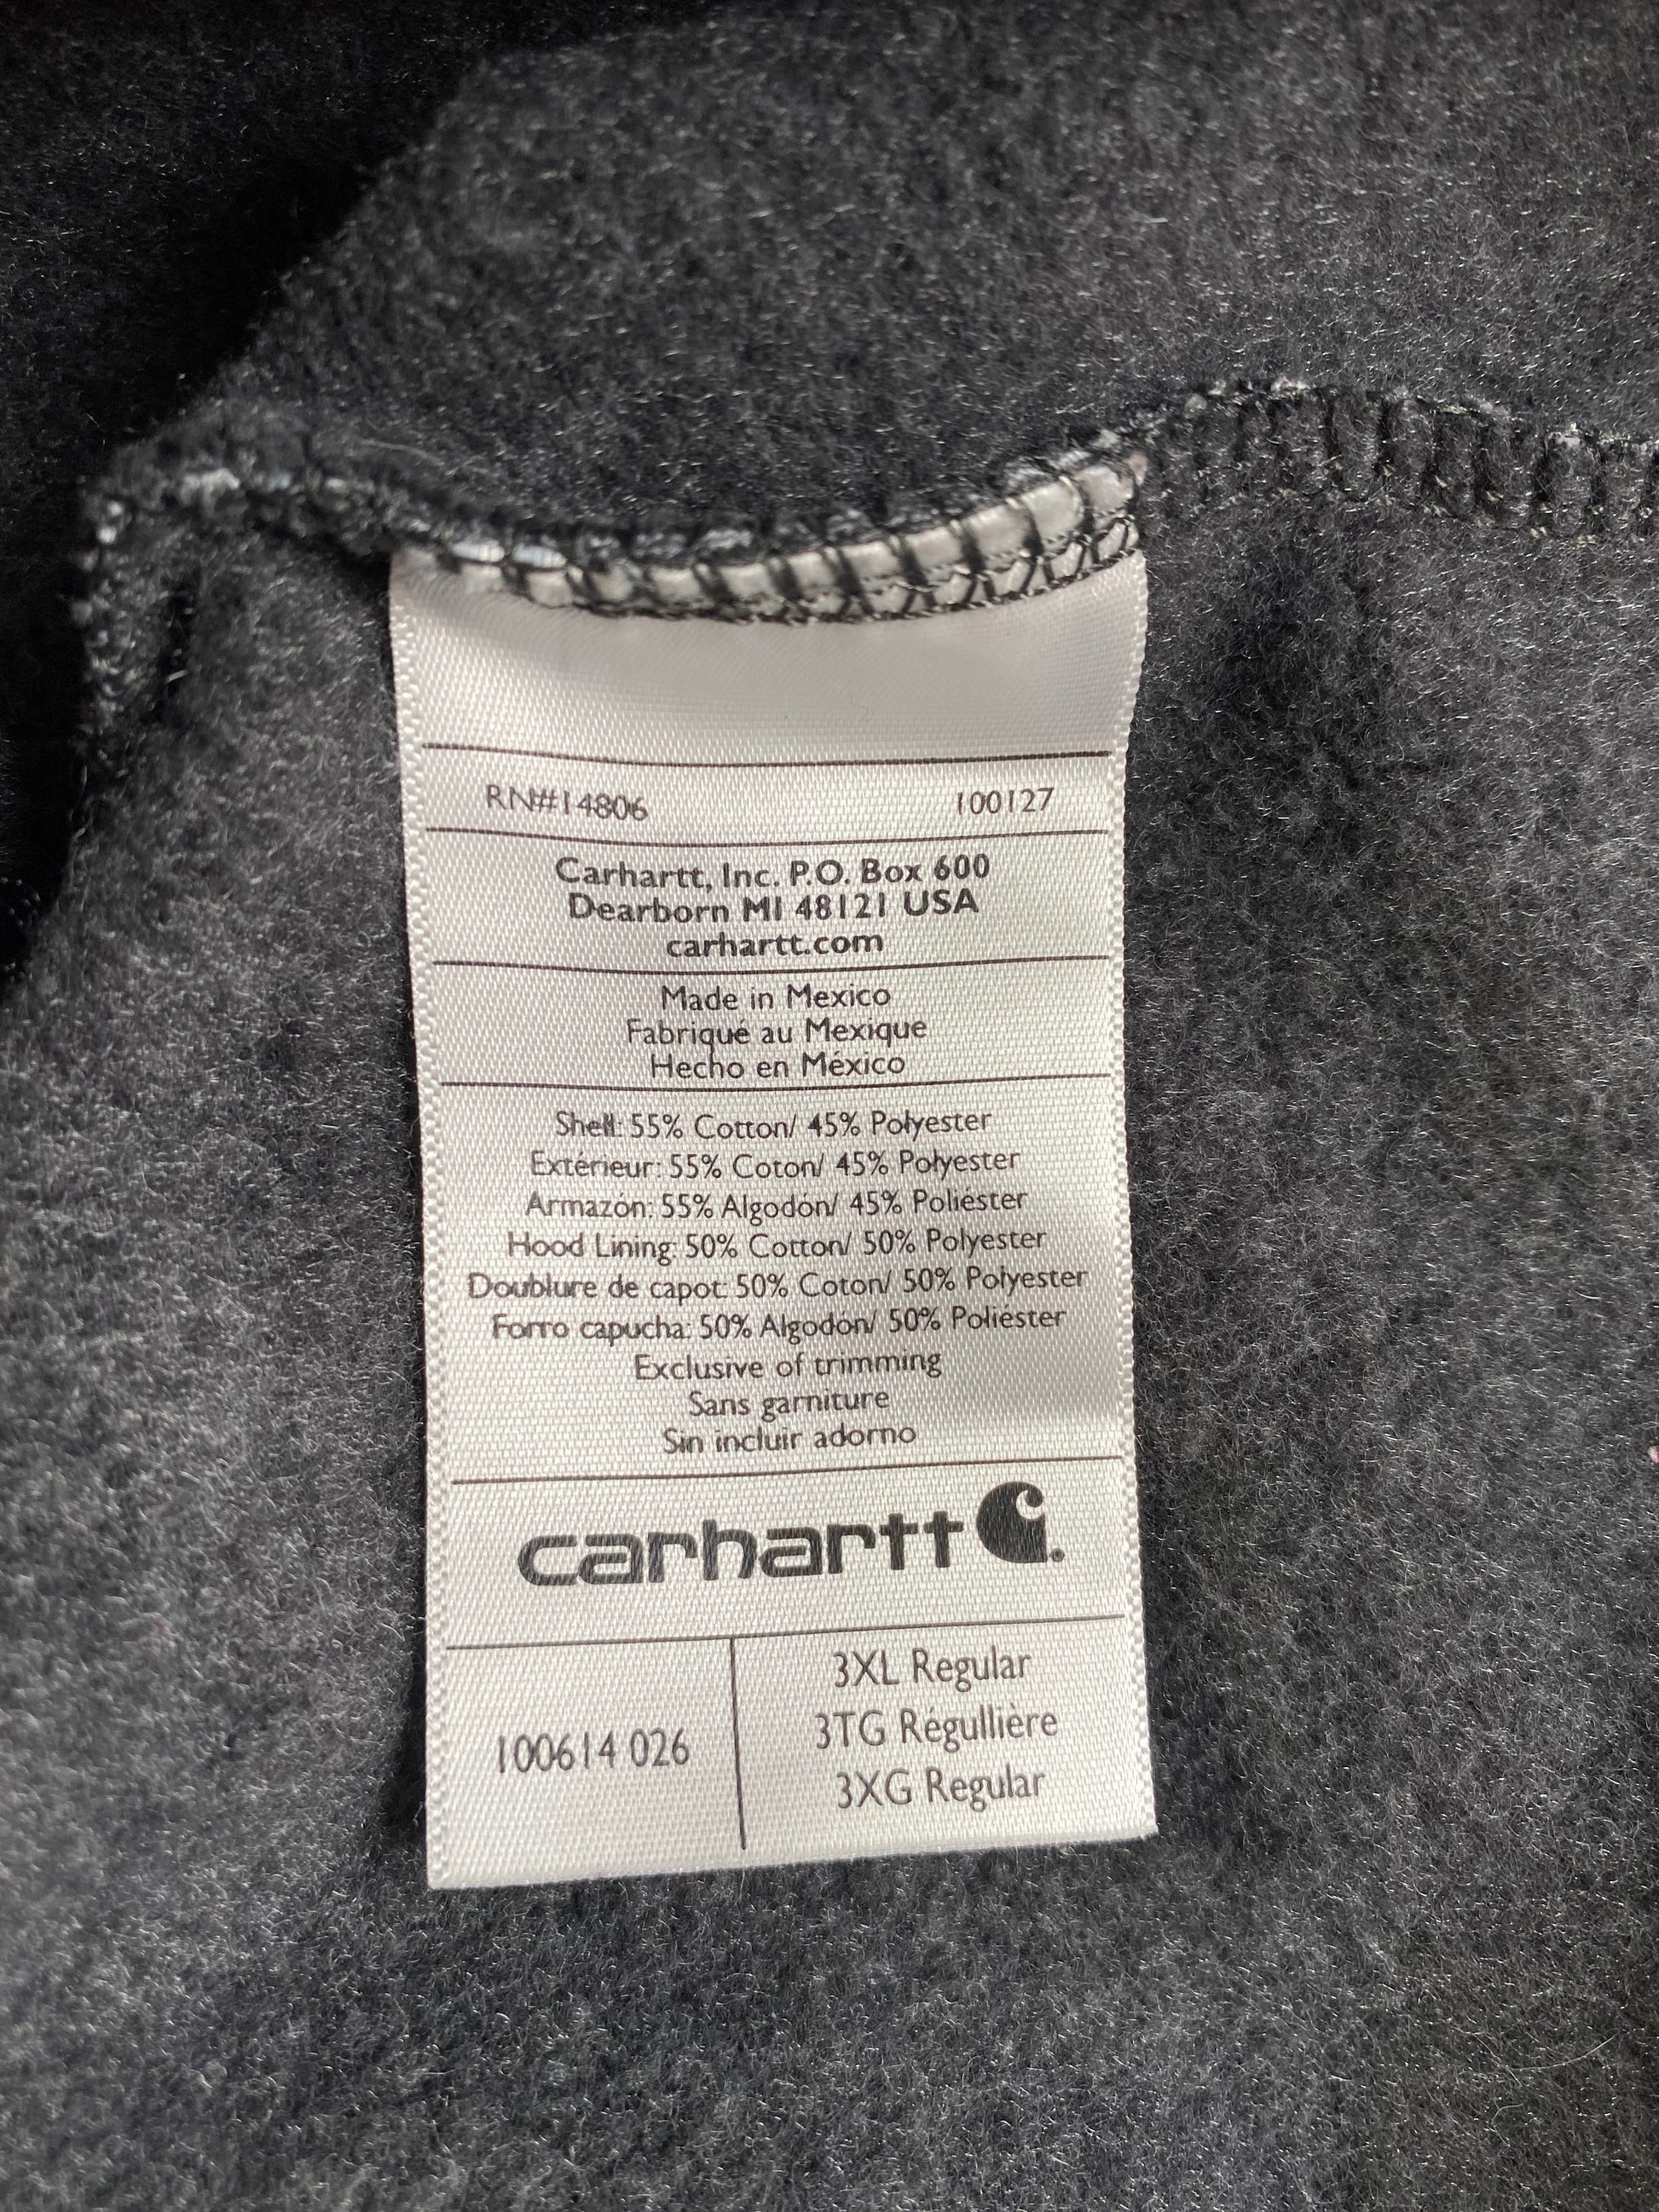 RN#14806 100127
Carhartt, Inc. P.O. Box 600
Dearborn MI 48121 USA
carhartt.com
Made in Mexico
Fabriqué au Mexique
Hecho en México
Shell: 55% Cotton/ 45% Polyester
Extérieur: 55% Coton/ 45% Polyester
Armazón: 55% Algodón/ 45% Poliéster
Hood Lining: 50% Cotton/ 50% Polyester
Doublure de capot: 50% Coton/ 50% Polyester
Forro capucha: 50% Algodón/ 50% Poliéster
Exclusive of trimming
Sans garniture
Sin incluir adorno
carhartt
100614 026
3XL Regular
3TG Régullière
3XG Regular